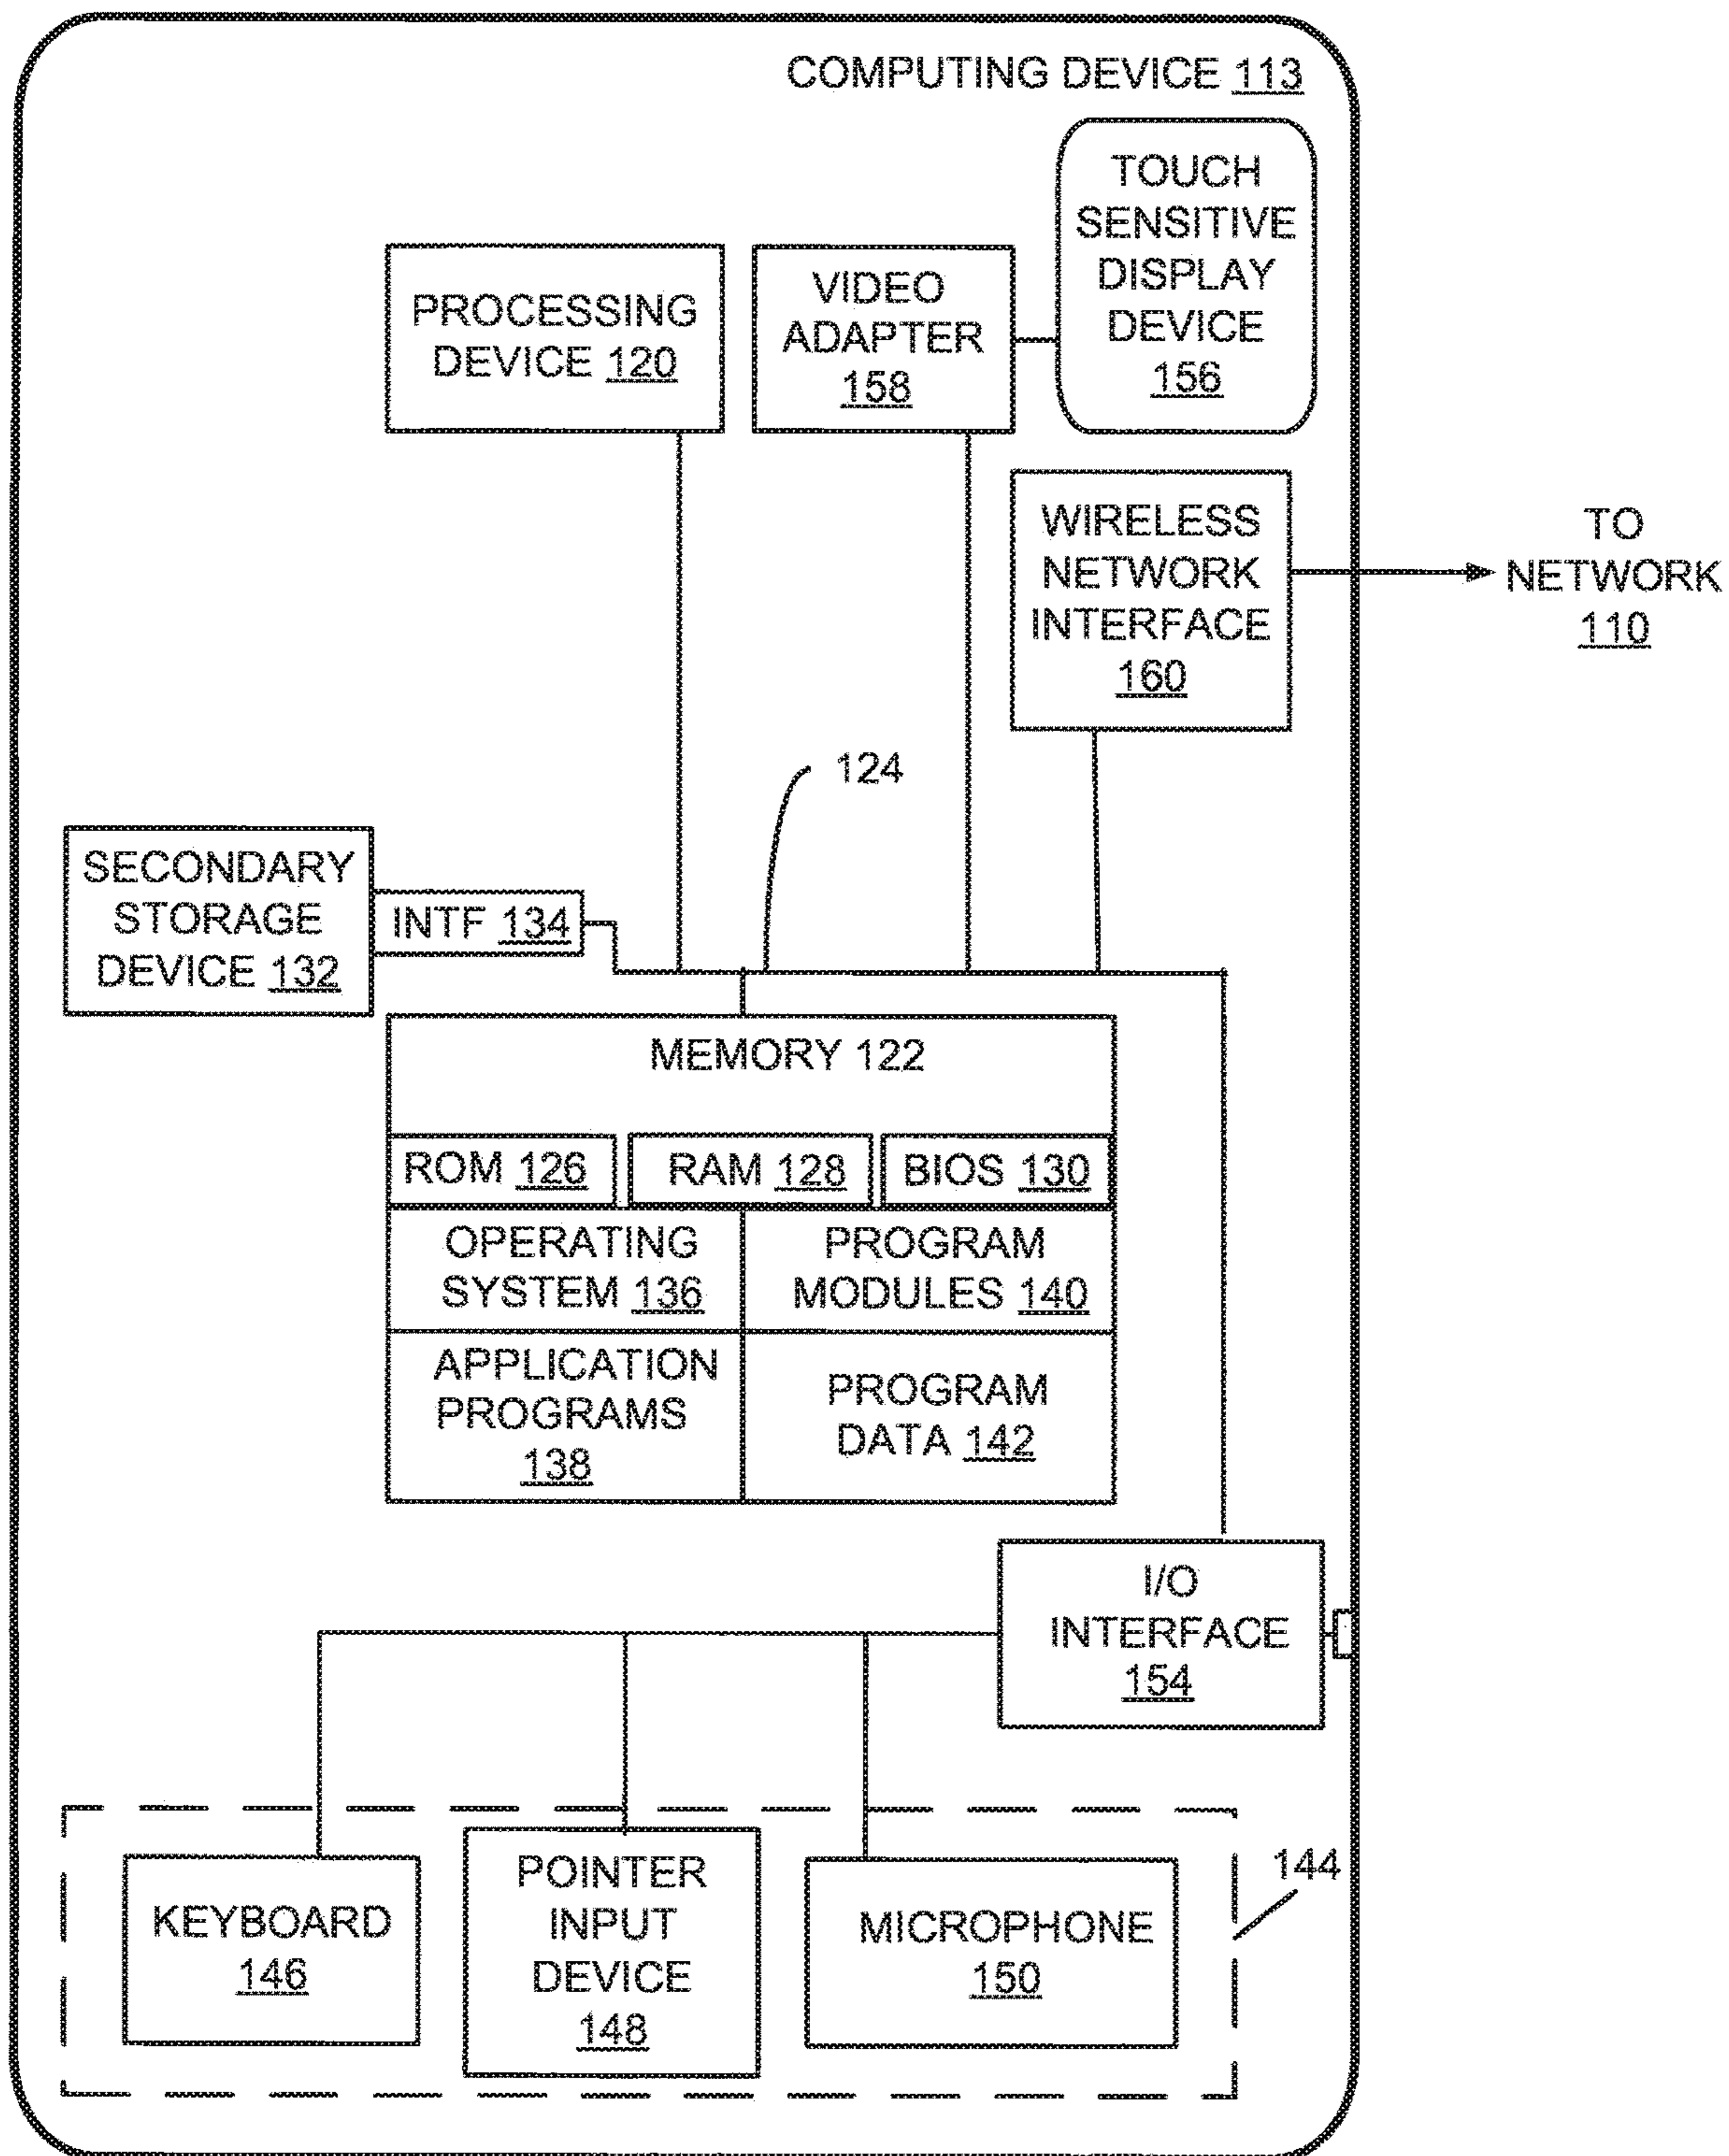 COMPUTING DEVICE 113
TOUCH
SENSITIVE
DISPLAY
DEVICE
156
PROCESSING
DEVICE 120
VIDEO
ADAPTER
158
WIRELESS
NETWORK
INTERFACE
160
TO
NETWORK
110
124
SECONDARY
STORAGE
DEVICE 132
INTF 134
MEMORY 122
ROM 126
RAM 128
BIOS 130
OPERATING
SYSTEM 136
PROGRAM
MODULES 140
APPLICATION
PROGRAMS
138
PROGRAM
DATA 142
I/O
INTERFACE
154
144
KEYBOARD
146
POINTER
INPUT
DEVICE
148
MICROPHONE
150